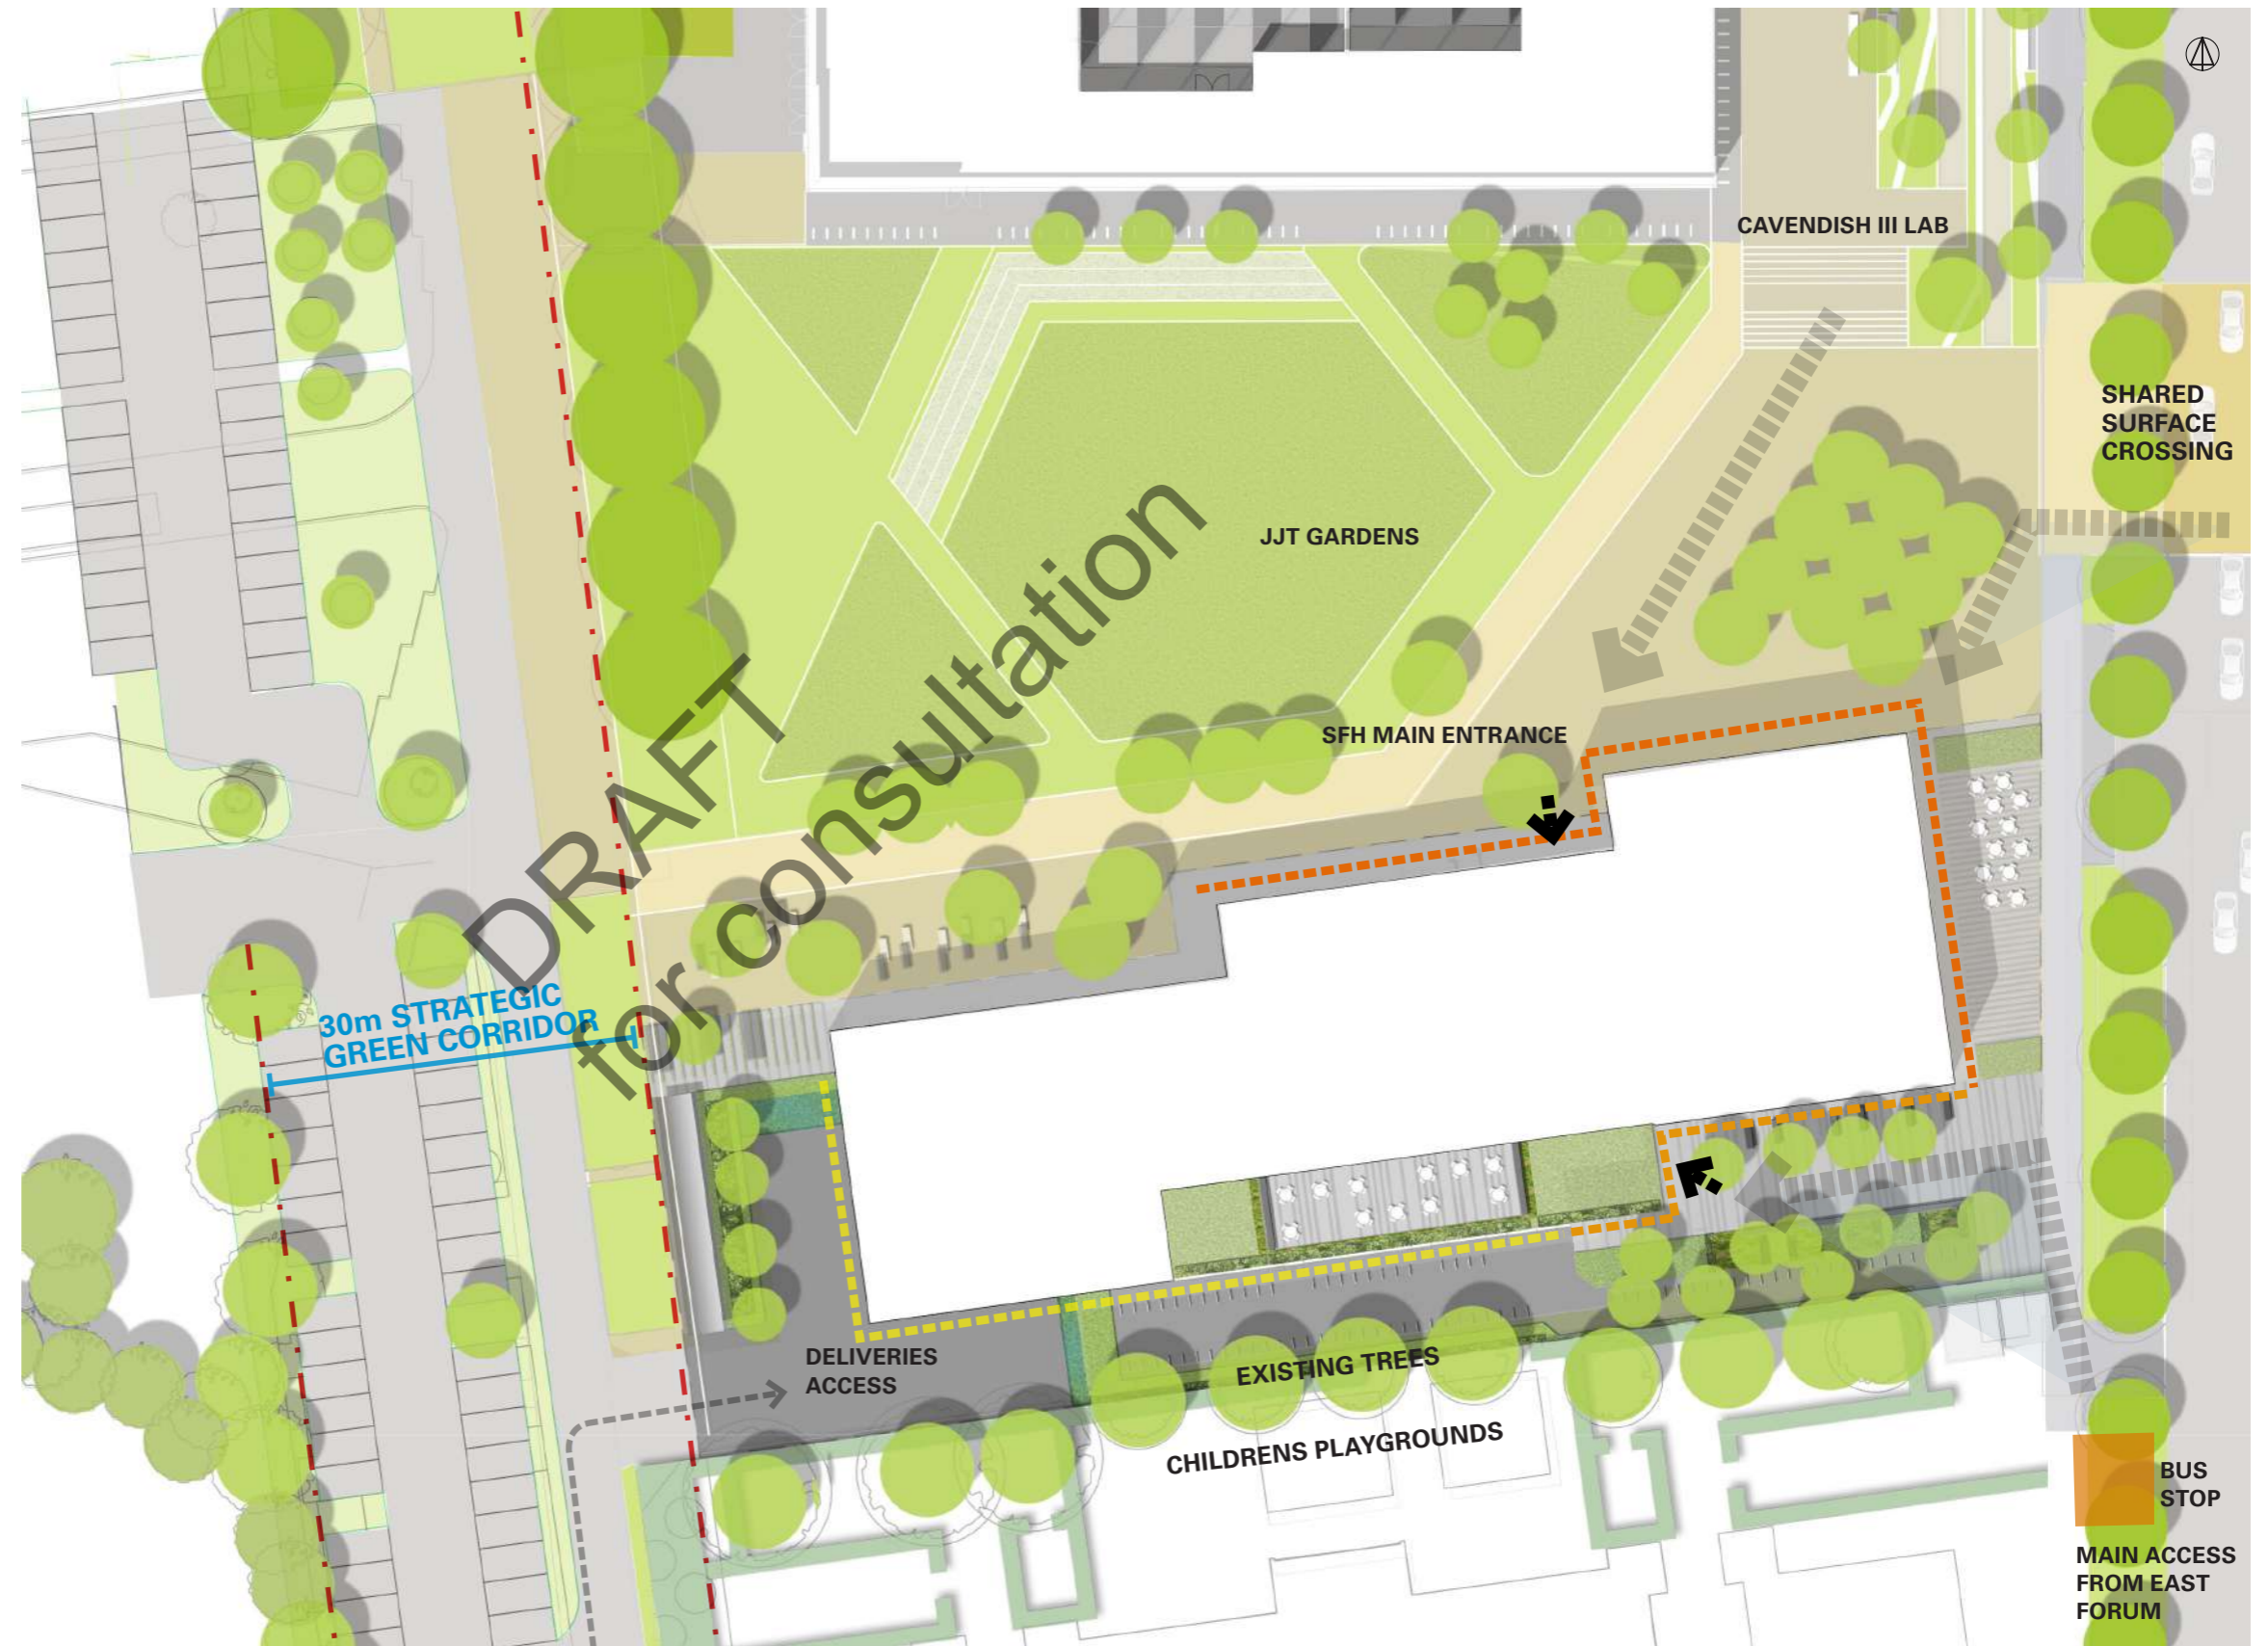 CAVENDISH III LAB
SHARED
SURFACE
CROSSING
JJT GARDENS
SFH MAIN ENTRANCE
DRAFT
for consultation
30m STRATEGIC
GREEN CORRIDOR
DELIVERIES
ACCESS
EXISTING TREES
CHILDRENS PLAYGROUNDS
BUS
STOP
MAIN ACCESS
FROM EAST
FORUM